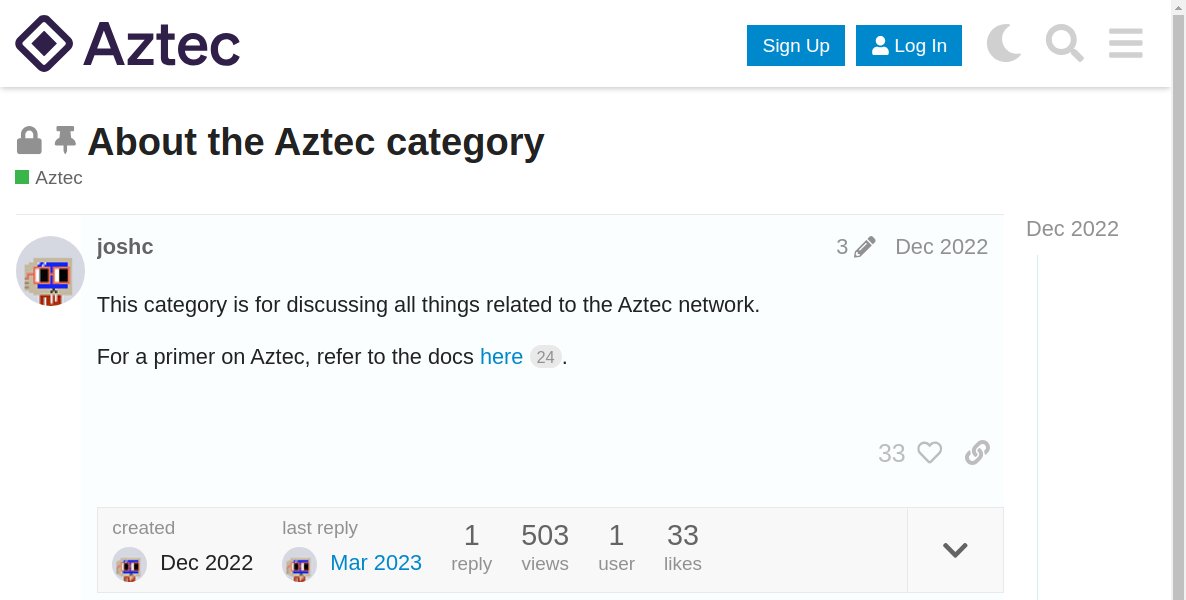 Aztec
Sign Up
Log In
About the Aztec category
Aztec
joshc
3
Dec 2022
Dec 2022
This category is for discussing all things related to the Aztec network.
For a primer on Aztec, refer to the docs here 24.
33
created
Dec 2022
last reply
Mar 2023
1
reply
503
views
1
user
33
likes